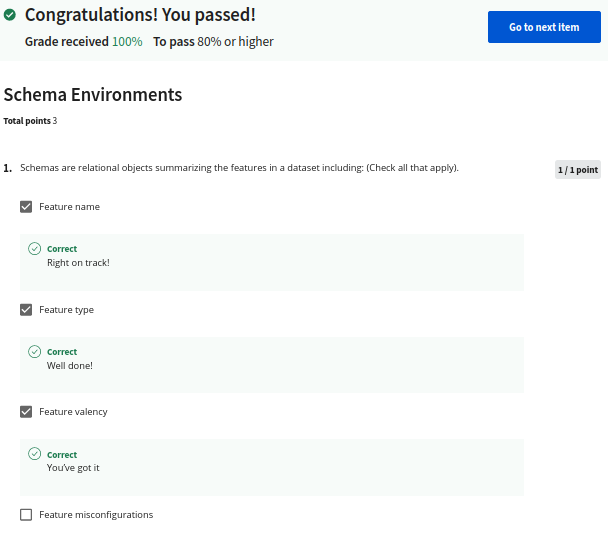 Congratulations! You passed!
Grade received 100% To pass 80% or higher
Go to next item
Schema Environments
Total points 3
1. Schemas are relational objects summarizing the features in a dataset including: (Check all that apply).
1 / 1 point
Feature name
Correct
Right on track!
Feature type
Correct
Well done!
Feature valency
Correct
You've got it
Feature misconfigurations